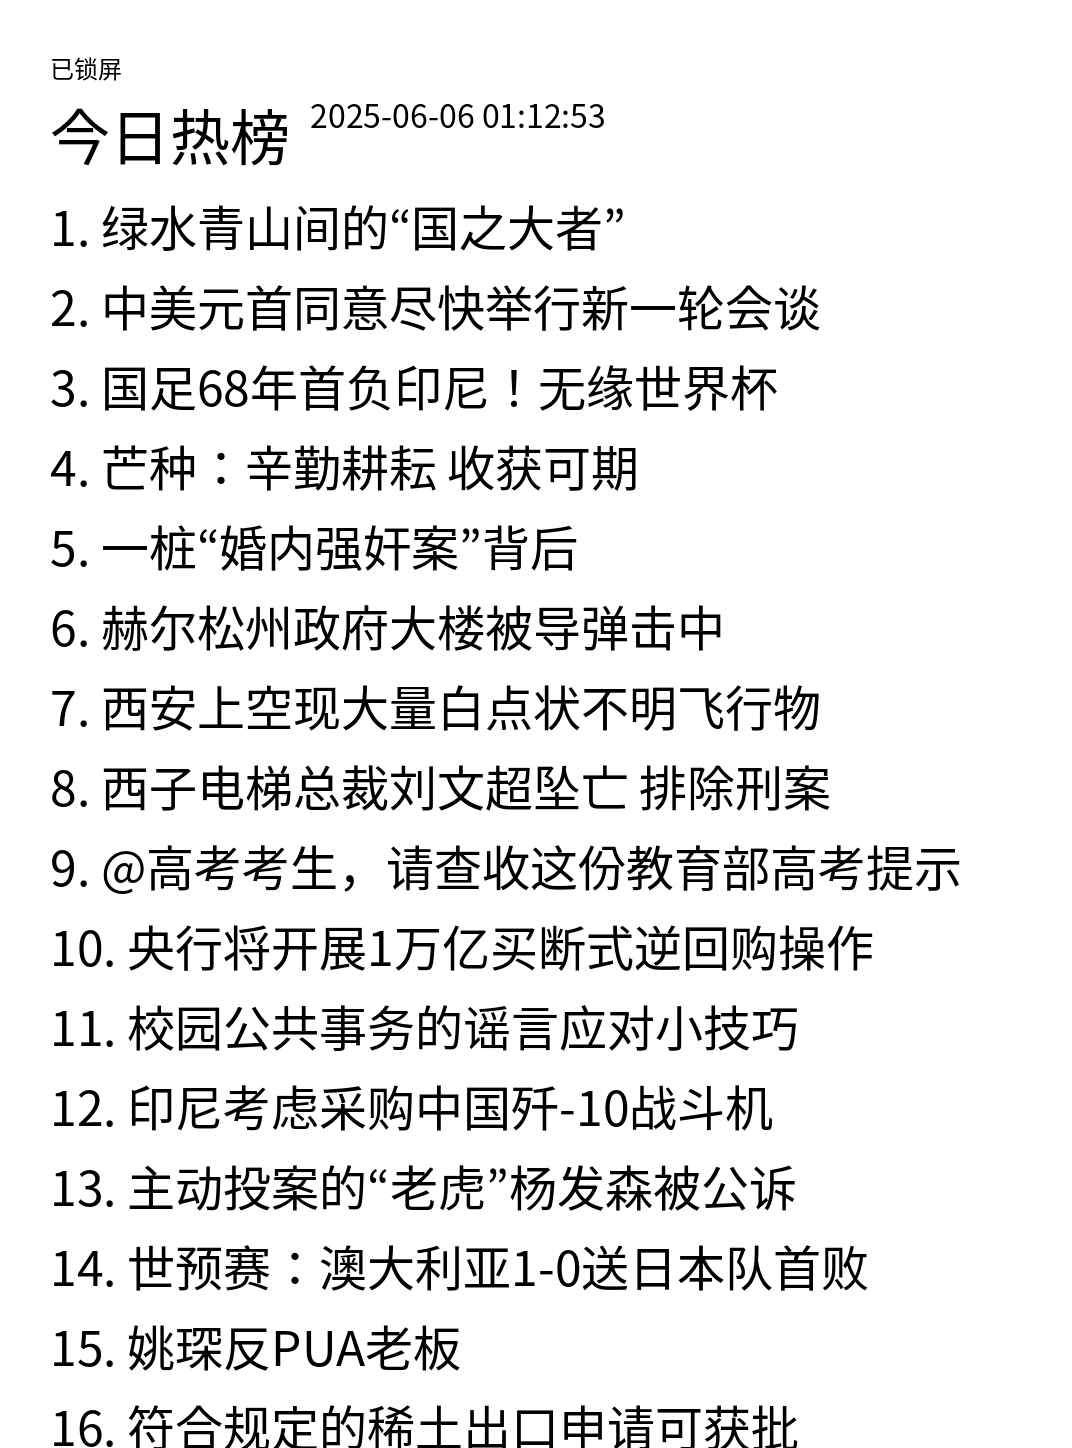 已锁屏
今日热榜 2025-06-06 01:12:53
1. 绿水青山间的“国之大者”
2. 中美元首同意尽快举行新一轮会谈
3. 国足68年首负印尼！无缘世界杯
4. 芒种：辛勤耕耘 收获可期
5. 一桩“婚内强奸案”背后
6. 赫尔松州政府大楼被导弹击中
7. 西安上空现大量白点状不明飞行物
8. 西子电梯总裁刘文超坠亡 排除刑案
9. @高考考生，请查收这份教育部高考提示
10. 央行将开展1万亿买断式逆回购操作
11. 校园公共事务的谣言应对小技巧
12. 印尼考虑采购中国歼-10战斗机
13. 主动投案的“老虎”杨发森被公诉
14. 世预赛：澳大利亚1-0送日本队首败
15. 姚琛反PUA老板
16. 符合规定的稀土出口申请可获批